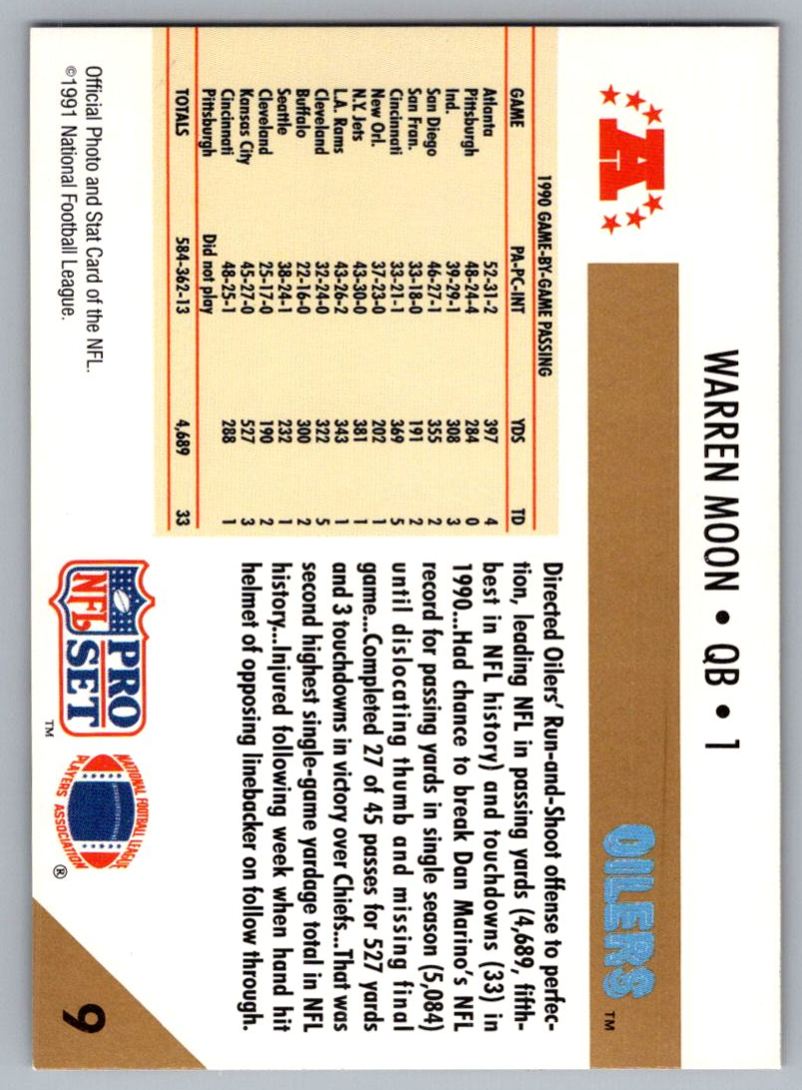 WARREN MOON • QB • 1
A
OILERS™
1990 GAME-BY-GAME PASSING
GAME PA-PC-INT YDS TD
Atlanta 52-31-2 397 4
Pittsburgh 48-24-4 284 0
Ind. 39-29-1 308 3
San Diego 46-27-1 355 2
San Fran. 33-18-0 191 2
Cincinnati 33-21-1 369 5
New Orl. 37-23-0 202 1
N.Y. Jets 43-30-0 381 1
L.A. Rams 43-26-2 343 1
Cleveland 32-24-0 322 5
Buffalo 22-16-0 300 2
Seattle 38-24-1 232 1
Cleveland 25-17-0 190 2
Kansas City 45-27-0 527 3
Cincinnati 48-25-1 288 1
Pittsburgh Did not play
TOTALS 584-362-13 4,689 33
Directed Oilers' Run-and-Shoot offense to perfec-
tion, leading NFL in passing yards (4,689, fifth-
best in NFL history) and touchdowns (33) in
1990...Had chance to break Dan Marino's NFL
record for passing yards in single season (5,084)
until dislocating thumb and missing final
game...Completed 27 of 45 passes for 527 yards
and 3 touchdowns in victory over Chiefs...That was
second highest single-game yardage total in NFL
history...Injured following week when hand hit
helmet of opposing linebacker on follow through.
Official Photo and Stat Card of the NFL.
©1991 National Football League.
NFL PRO SET™
NATIONAL FOOTBALL LEAGUE
PLAYERS ASSOCIATION®
9